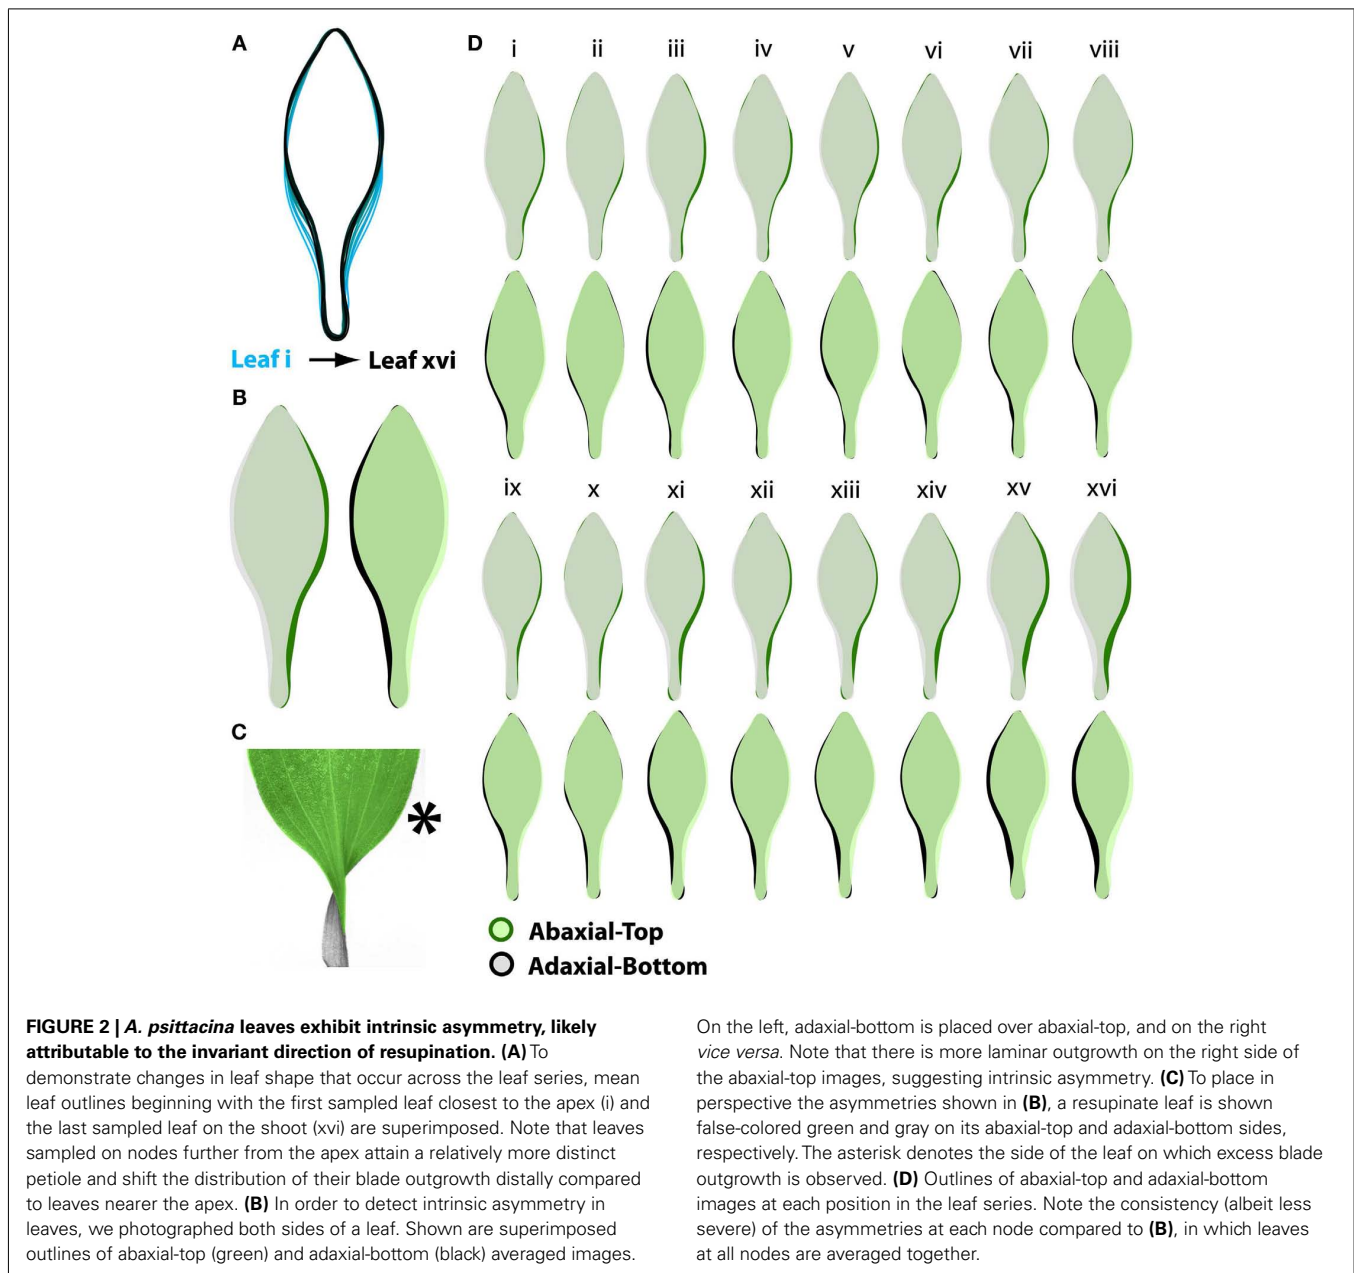 A
Leaf i
Leaf xvi
B
C
*
D
i ii iii iv v vi vii viii
ix x xi xii xiii xiv xv xvi
Abaxial-Top
Adaxial-Bottom
FIGURE 2 | A. psittacina leaves exhibit intrinsic asymmetry, likely
attributable to the invariant direction of resupination. (A) To
demonstrate changes in leaf shape that occur across the leaf series, mean
leaf outlines beginning with the first sampled leaf closest to the apex (i) and
the last sampled leaf on the shoot (xvi) are superimposed. Note that leaves
sampled on nodes further from the apex attain a relatively more distinct
petiole and shift the distribution of their blade outgrowth distally compared
to leaves nearer the apex. (B) In order to detect intrinsic asymmetry in
leaves, we photographed both sides of a leaf. Shown are superimposed
outlines of abaxial-top (green) and adaxial-bottom (black) averaged images.
On the left, adaxial-bottom is placed over abaxial-top, and on the right
vice versa. Note that there is more laminar outgrowth on the right side of
the abaxial-top images, suggesting intrinsic asymmetry. (C) To place in
perspective the asymmetries shown in (B), a resupinate leaf is shown
false-colored green and gray on its abaxial-top and adaxial-bottom sides,
respectively. The asterisk denotes the side of the leaf on which excess blade
outgrowth is observed. (D) Outlines of abaxial-top and adaxial-bottom
images at each position in the leaf series. Note the consistency (albeit less
severe) of the asymmetries at each node compared to (B), in which leaves
at all nodes are averaged together.